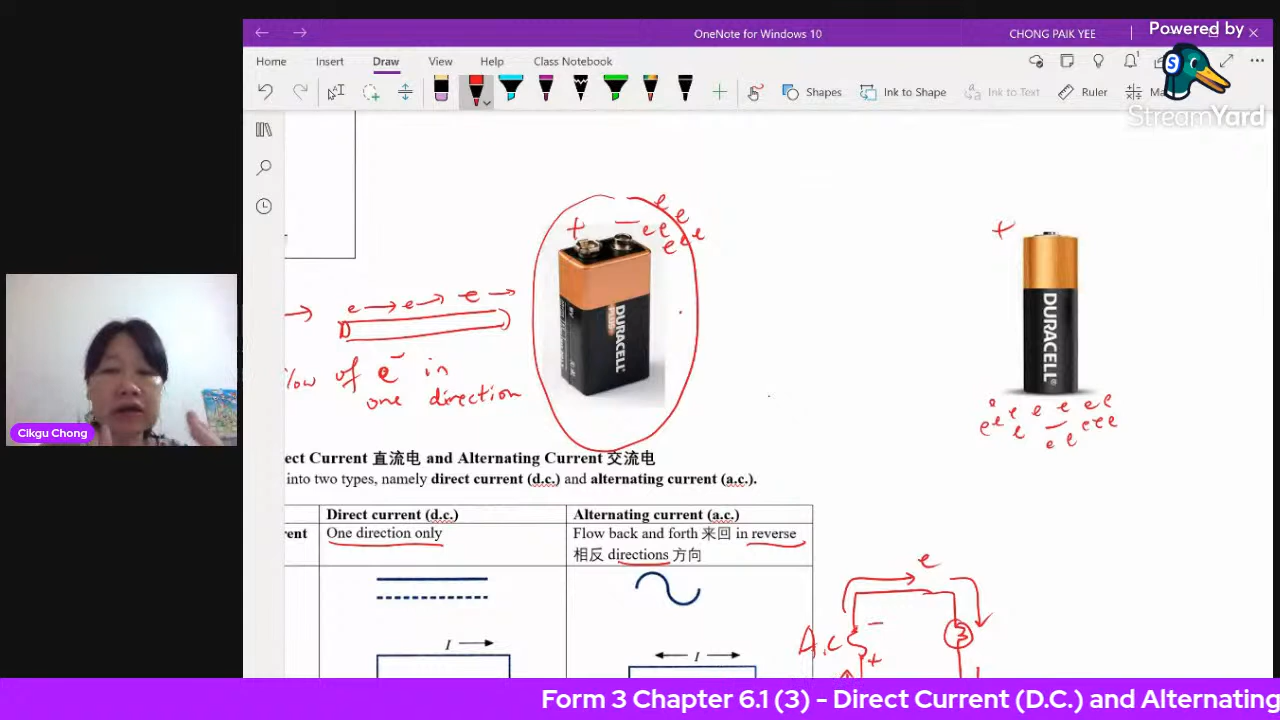 OneNote for Windows 10
CHONG PAIK YEE
Powered by
StreamYard
Home Insert Draw View Help Class Notebook
Shapes Ink to Shape Ink to Text Ruler
+ − e e e e e e e
+
DURACELL
PLUS
DURACELL
e → e → e →
of e⁻ in
one direction
e e e e e e e e − e e e e e
Cikgu Chong
ect Current 直流电 and Alternating Current 交流电
into two types, namely direct current (d.c.) and alternating current (a.c.).
Direct current (d.c.) Alternating current (a.c.)
ent One direction only Flow back and forth 来回 in reverse
相反 directions 方向
e
A.c − +
I I
Form 3 Chapter 6.1 (3) - Direct Current (D.C.) and Alternating